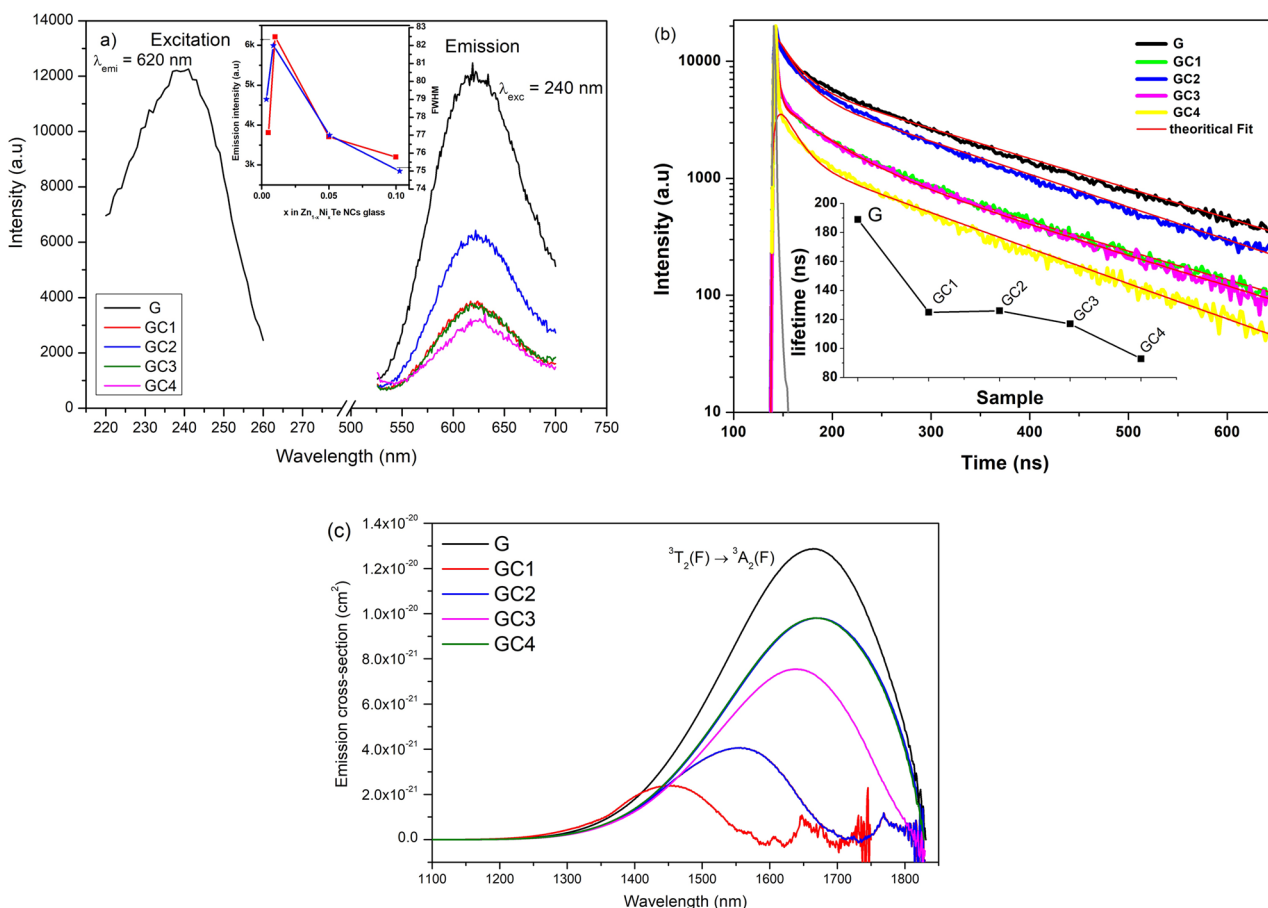 a)
Excitation
λemi = 620 nm
Emission
λexc = 240 nm
Intensity (a.u)
14000
12000
10000
8000
6000
4000
2000
0
220 230 240 250 260 270 500 550 600 650 700 750
Wavelength (nm)
G
GC1
GC2
GC3
GC4
Emission intensity (a.u)
6k
5k
4k
3k
FWHM
83
82
81
80
79
78
77
76
75
74
0.00 0.05 0.10
x in Zn1-xNixTe NCs glass
(b)
Intensity (a.u)
10000
1000
100
10
100 200 300 400 500 600
Time (ns)
G
GC1
GC2
GC3
GC4
theoritical Fit
lifetime (ns)
200
180
160
140
120
100
80
G
GC1
GC2
GC3
GC4
Sample
(c)
G
GC1
GC2
GC3
GC4
³T₂(F) → ³A₂(F)
Emission cross-section (cm²)
1.4x10⁻²⁰
1.2x10⁻²⁰
1.0x10⁻²⁰
8.0x10⁻²¹
6.0x10⁻²¹
4.0x10⁻²¹
2.0x10⁻²¹
0.0
1100 1200 1300 1400 1500 1600 1700 1800
Wavelength (nm)